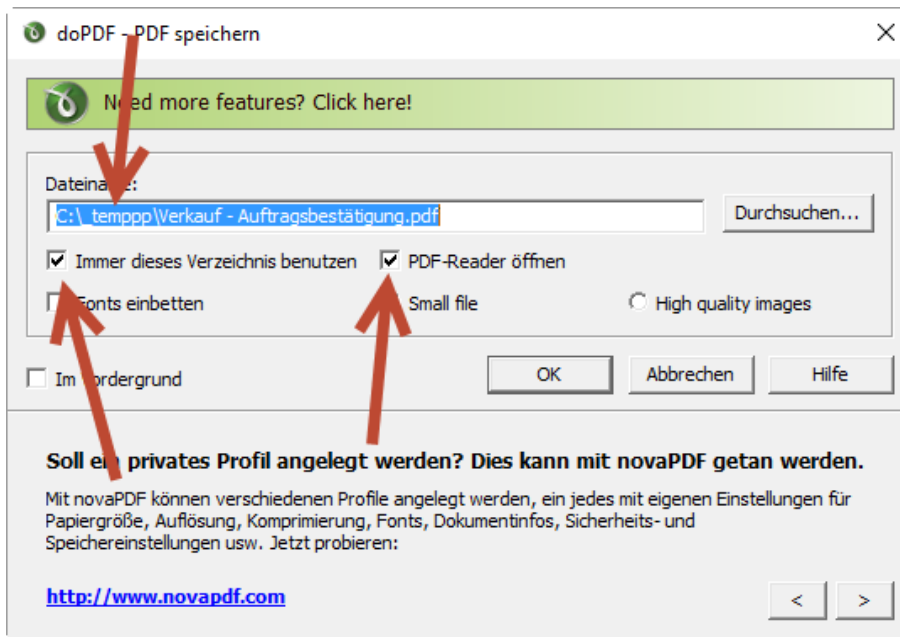 doPDF - PDF speichern
Need more features? Click here!
Dateiname:
C:\_temppp\Verkauf - Auftragsbestätigung.pdf
Durchsuchen...
Immer dieses Verzeichnis benutzen PDF-Reader öffnen
Fonts einbetten Small file High quality images
Im Vordergrund OK Abbrechen Hilfe
Soll ein privates Profil angelegt werden? Dies kann mit novaPDF getan werden.
Mit novaPDF können verschiedenen Profile angelegt werden, ein jedes mit eigenen Einstellungen für
Papiergröße, Auflösung, Komprimierung, Fonts, Dokumentinfos, Sicherheits- und
Speichereinstellungen usw. Jetzt probieren:
http://www.novapdf.com
< >